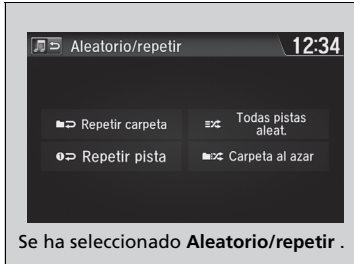 Aleatorio/repetir
12:34
Repetir carpeta
Todas pistas
aleat.
Repetir pista
Carpeta al azar
Se ha seleccionado Aleatorio/repetir .